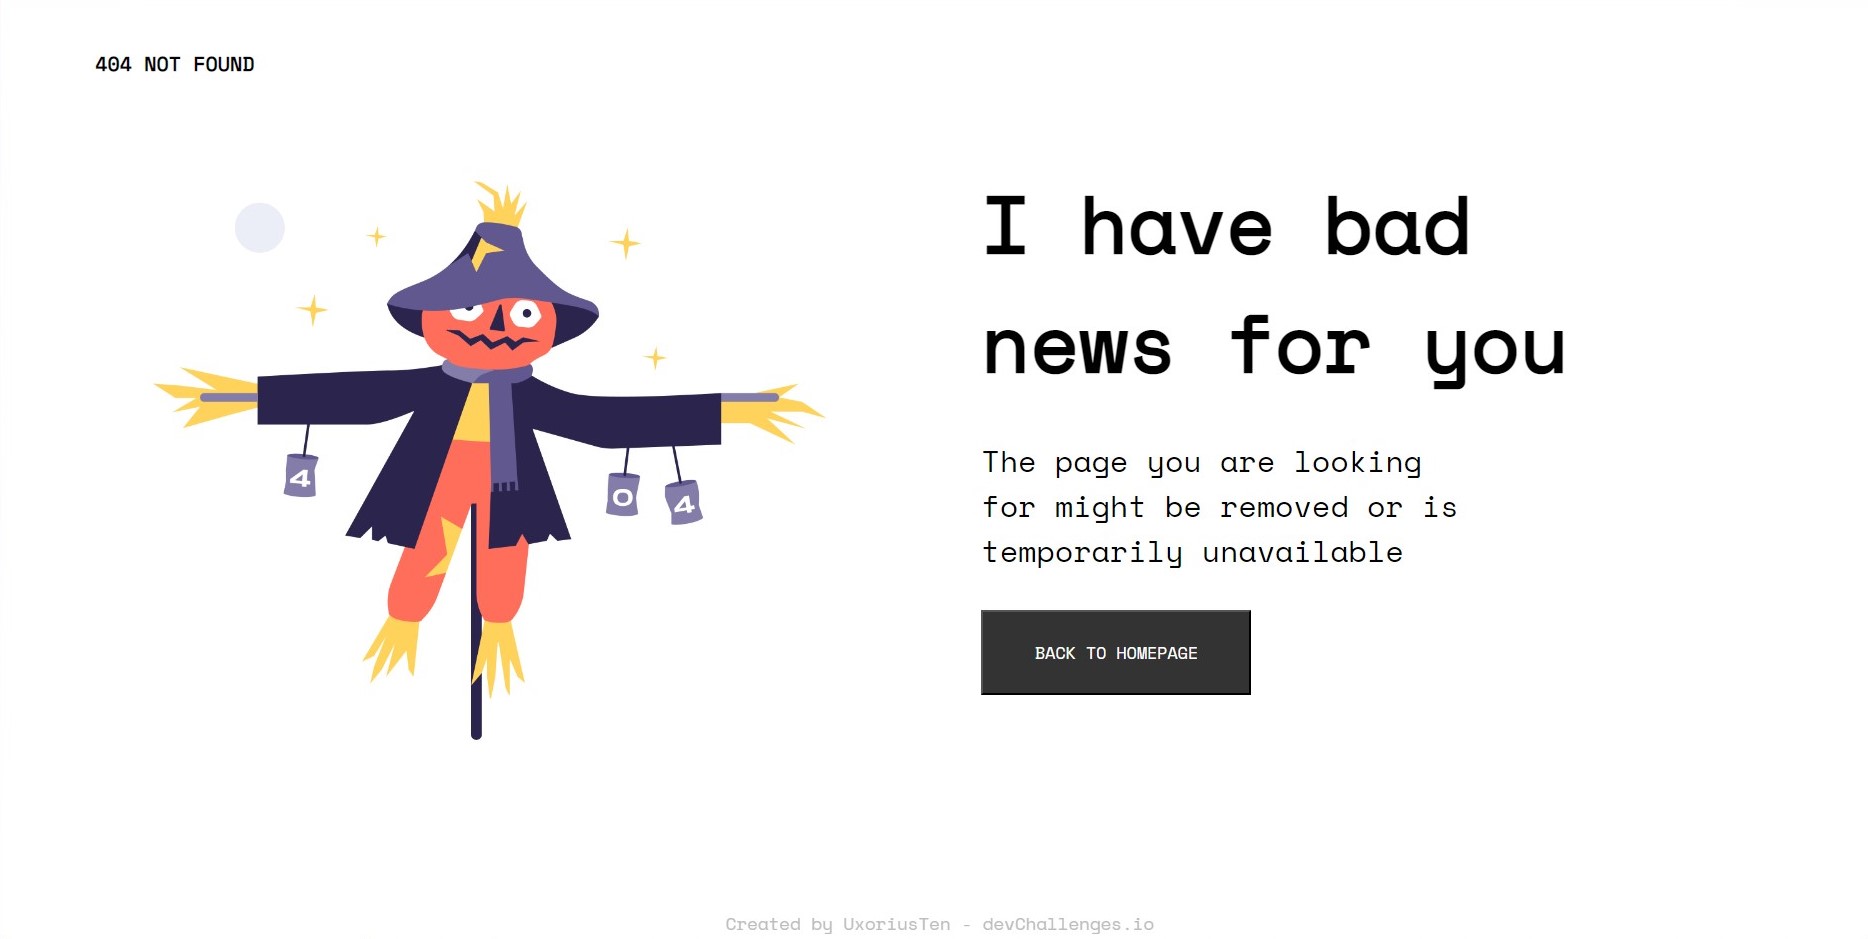 404 NOT FOUND
I have bad
news for you
4
0
4
The page you are looking
for might be removed or is
temporarily unavailable
BACK TO HOMEPAGE
Created by UxoriusTen - devChallenges.io